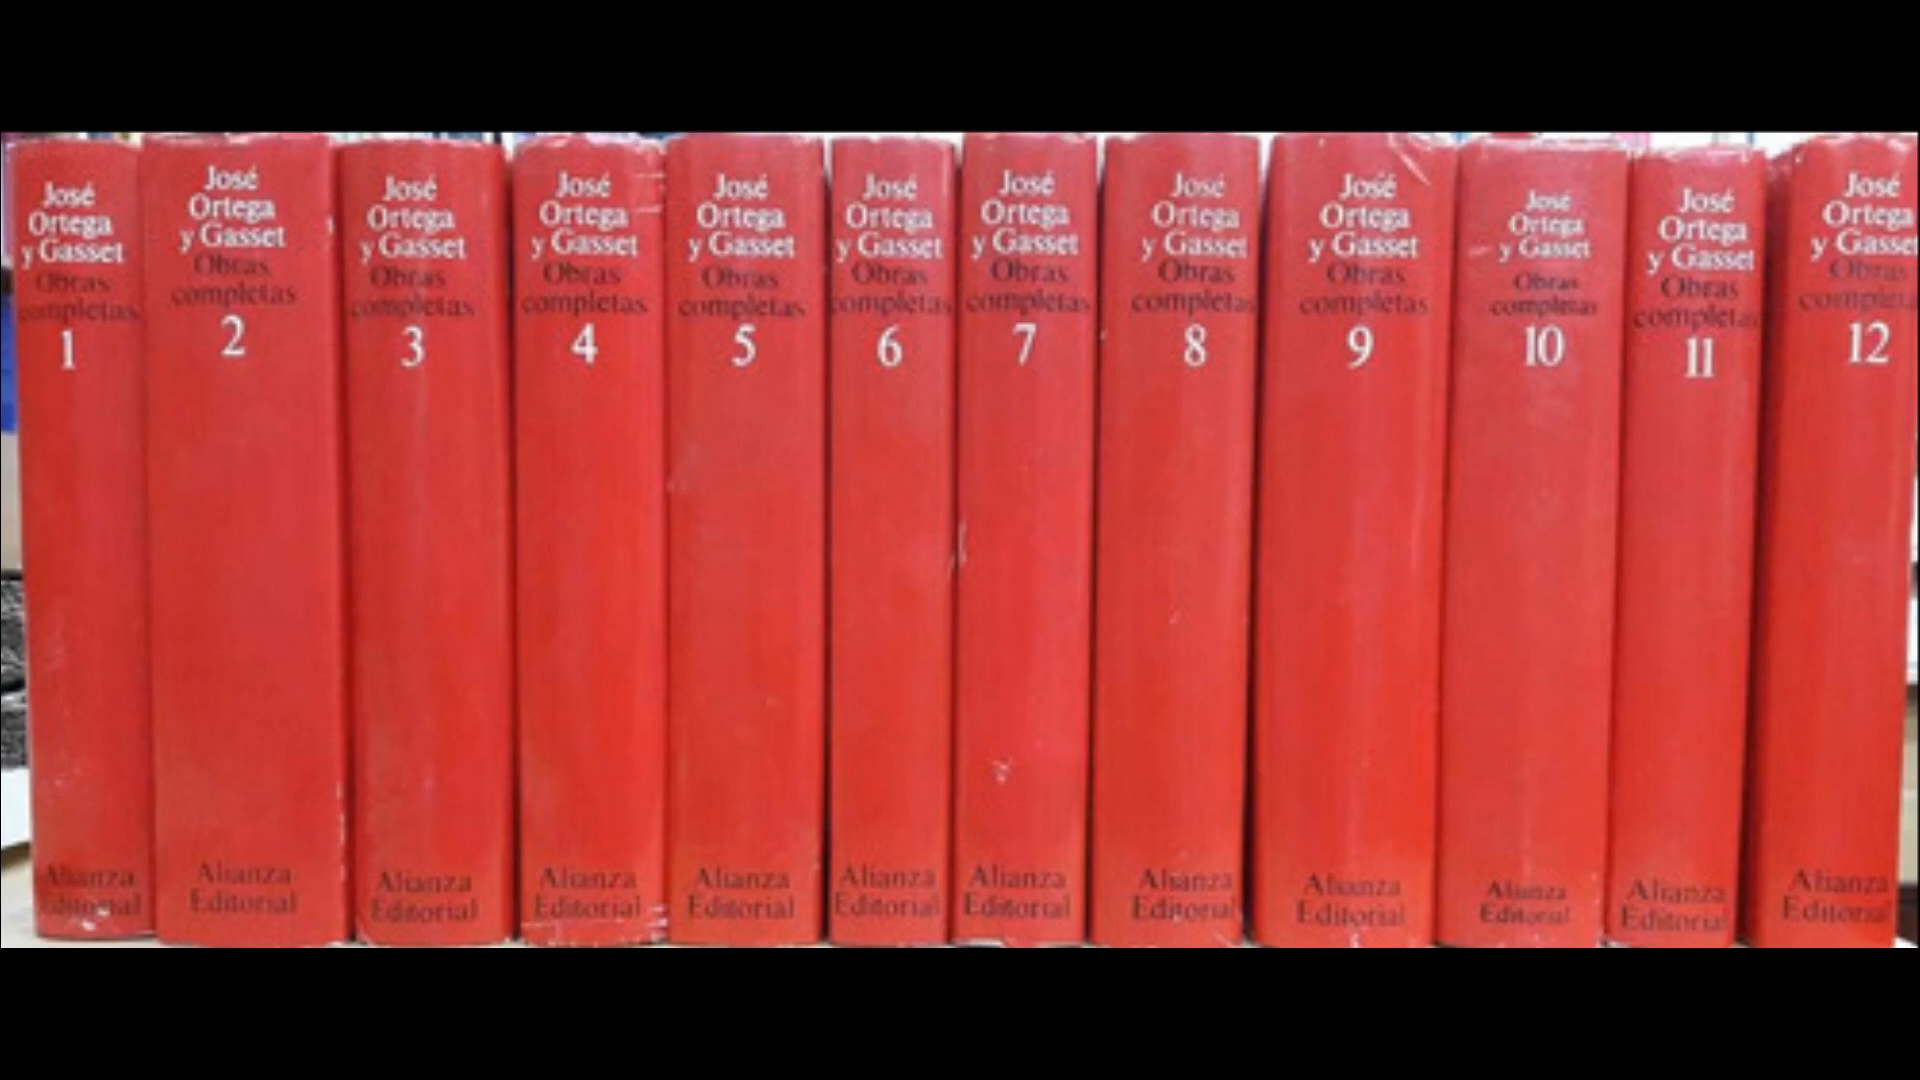 José
Ortega
y Gasset
Obras
completas
1
Alianza
Editorial
José
Ortega
y Gasset
Obras
completas
2
Alianza
Editorial
José
Ortega
y Gasset
Obras
completas
3
Alianza
Editorial
José
Ortega
y Gasset
Obras
completas
4
Alianza
Editorial
José
Ortega
y Gasset
Obras
completas
5
Alianza
Editorial
José
Ortega
y Gasset
Obras
completas
6
Alianza
Editorial
José
Ortega
y Gasset
Obras
completas
7
Alianza
Editorial
José
Ortega
y Gasset
Obras
completas
8
Alianza
Editorial
José
Ortega
y Gasset
Obras
completas
9
Alianza
Editorial
José
Ortega
y Gasset
Obras
completas
10
Alianza
Editorial
José
Ortega
y Gasset
Obras
completas
11
Alianza
Editorial
José
Ortega
y Gasset
Obras
completas
12
Alianza
Editorial